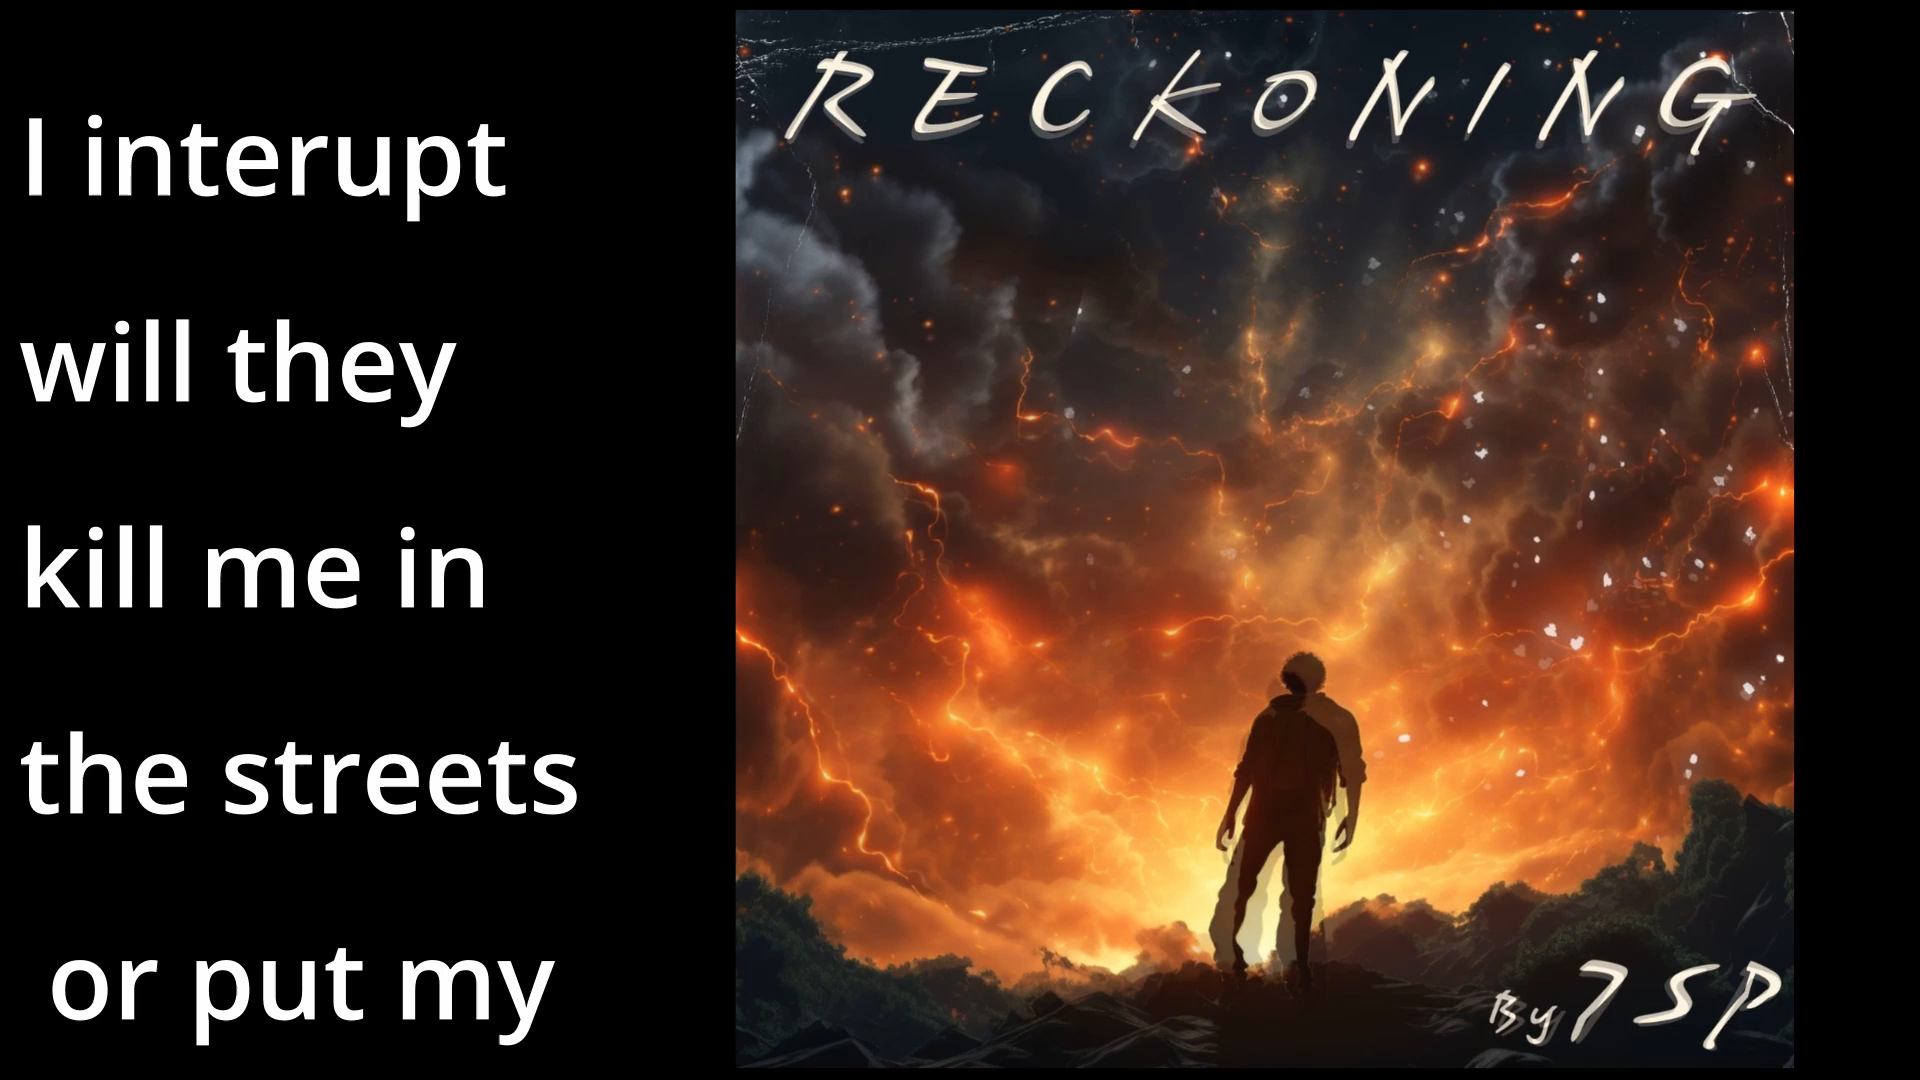 I interupt
will they
kill me in
the streets
or put my
RECKONING
By 7SP